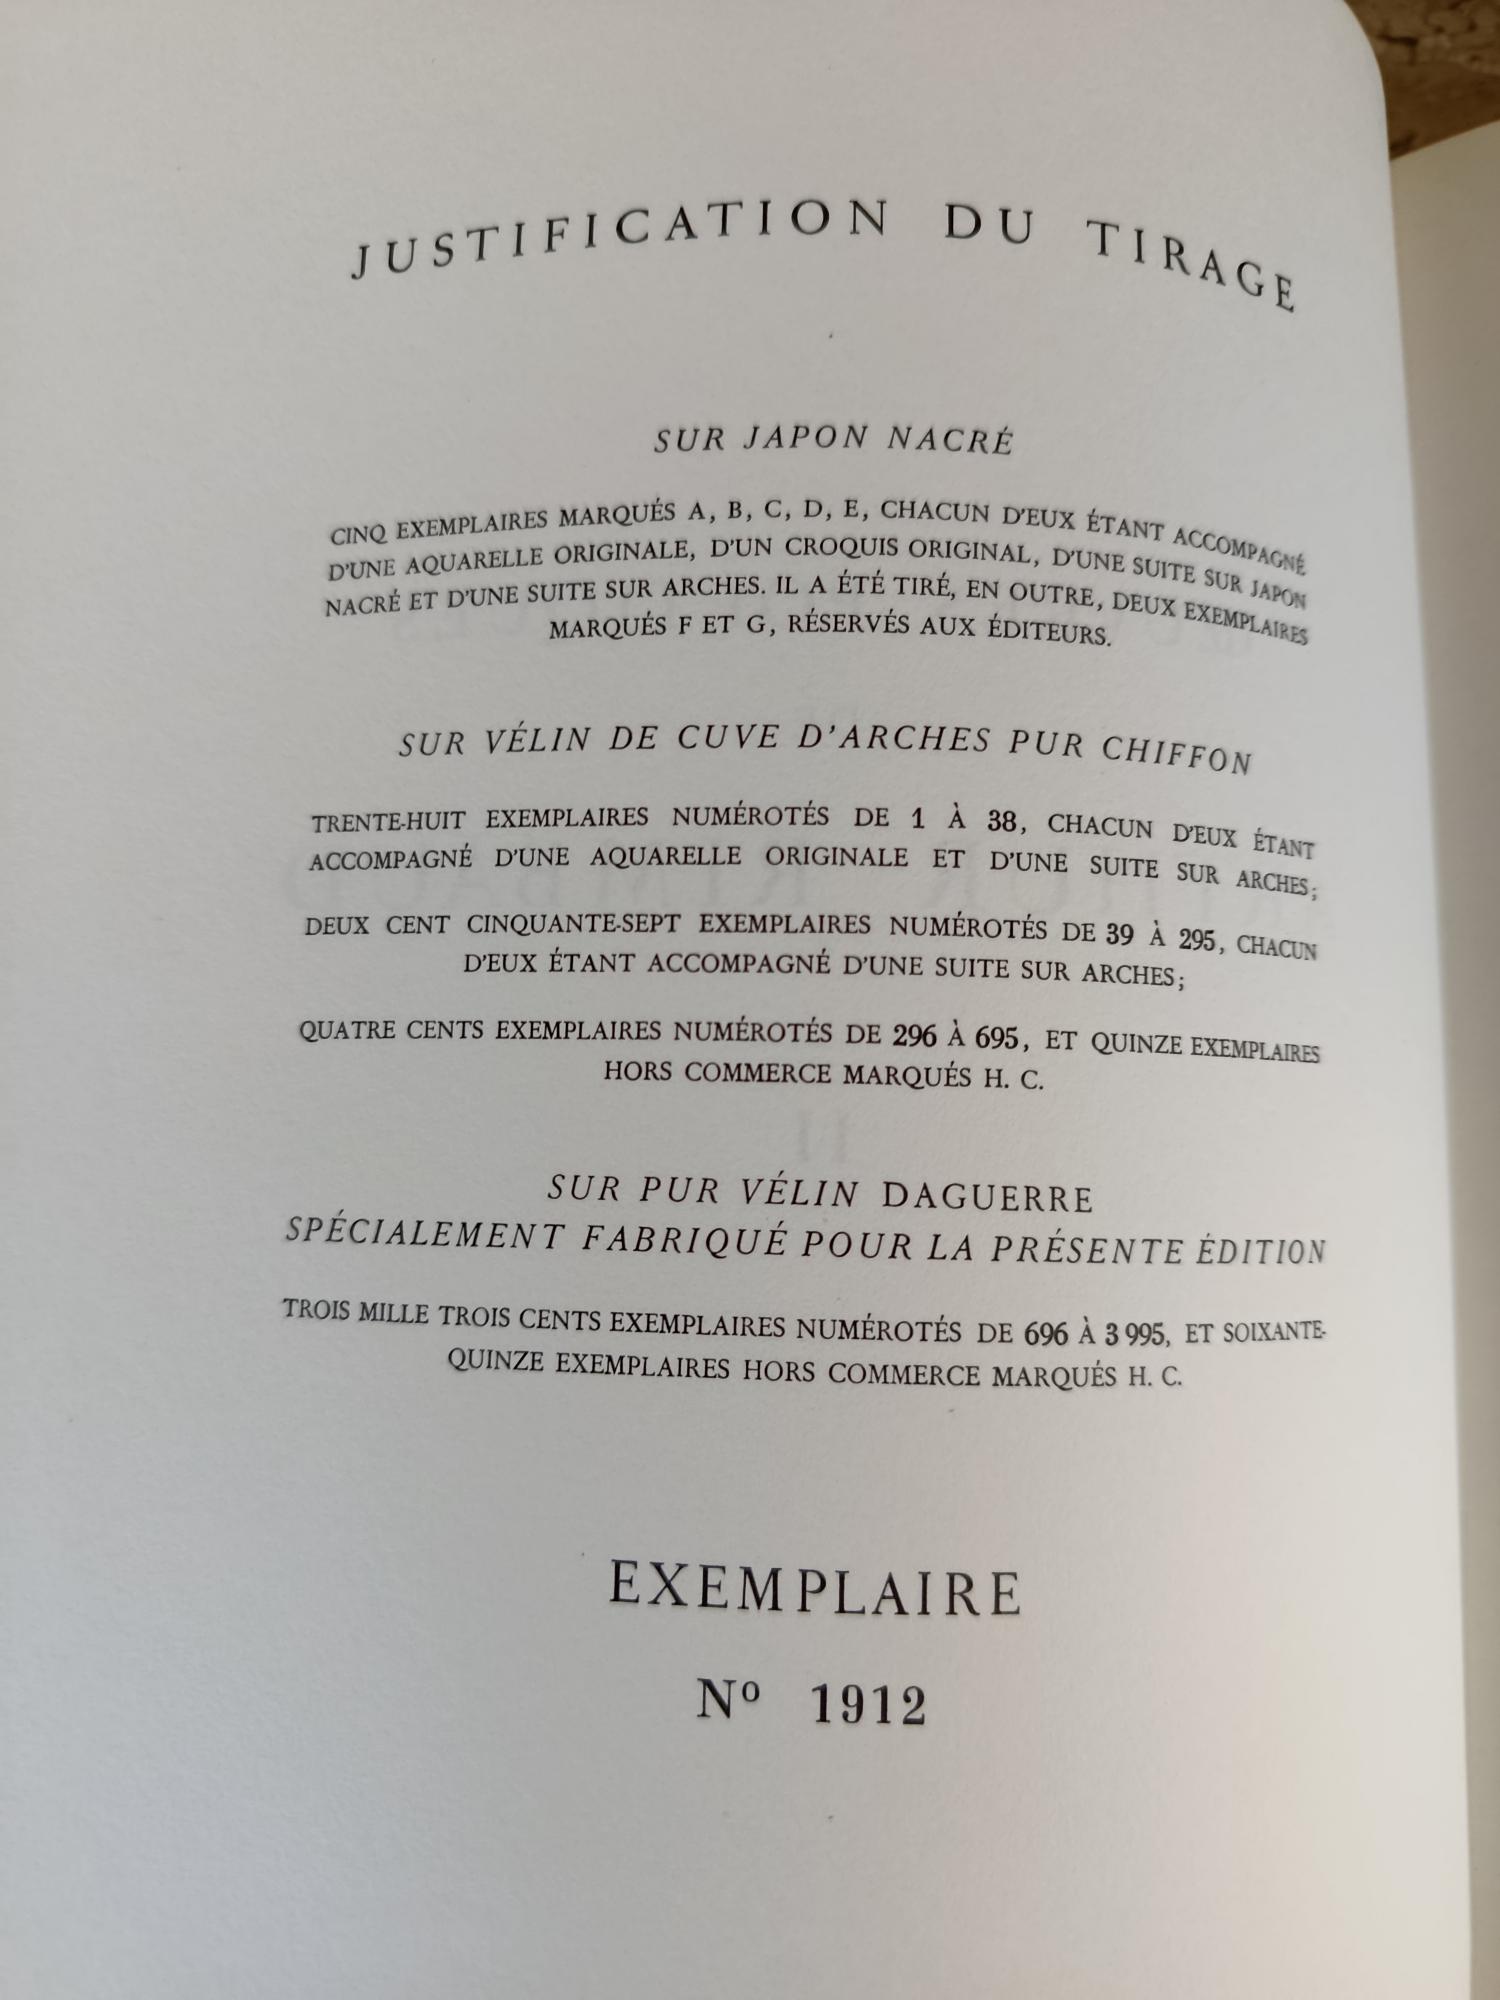 JUSTIFICATION DU TIRAGE
SUR JAPON NACRÉ
CINQ EXEMPLAIRES MARQUÉS A, B, C, D, E, CHACUN D'EUX ÉTANT ACCOMPAGNÉ
D'UNE AQUARELLE ORIGINALE, D'UN CROQUIS ORIGINAL, D'UNE SUITE SUR JAPON
NACRÉ ET D'UNE SUITE SUR ARCHES. IL A ÉTÉ TIRÉ, EN OUTRE, DEUX EXEMPLAIRES
MARQUÉS F ET G, RÉSERVÉS AUX ÉDITEURS.
SUR VÉLIN DE CUVE D'ARCHES PUR CHIFFON
TRENTE-HUIT EXEMPLAIRES NUMÉROTÉS DE 1 À 38, CHACUN D'EUX ÉTANT
ACCOMPAGNÉ D'UNE AQUARELLE ORIGINALE ET D'UNE SUITE SUR ARCHES;
DEUX CENT CINQUANTE-SEPT EXEMPLAIRES NUMÉROTÉS DE 39 À 295, CHACUN
D'EUX ÉTANT ACCOMPAGNÉ D'UNE SUITE SUR ARCHES;
QUATRE CENTS EXEMPLAIRES NUMÉROTÉS DE 296 À 695, ET QUINZE EXEMPLAIRES
HORS COMMERCE MARQUÉS H. C.
SUR PUR VÉLIN DAGUERRE
SPÉCIALEMENT FABRIQUÉ POUR LA PRÉSENTE ÉDITION
TROIS MILLE TROIS CENTS EXEMPLAIRES NUMÉROTÉS DE 696 À 3 995, ET SOIXANTE-
QUINZE EXEMPLAIRES HORS COMMERCE MARQUÉS H. C.
EXEMPLAIRE
Nº 1912